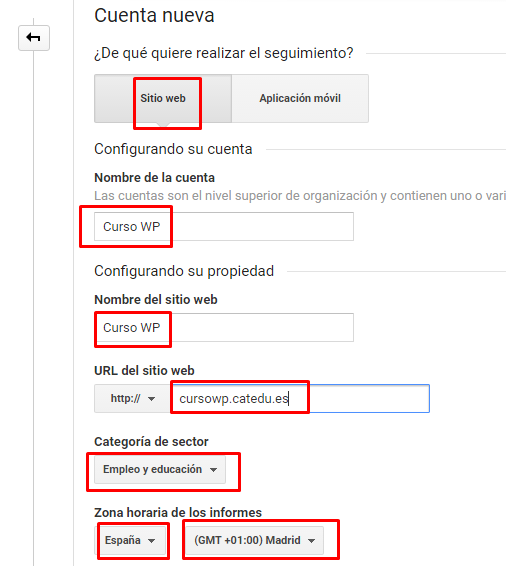 Cuenta nueva
¿De qué quiere realizar el seguimiento?
Sitio web Aplicación móvil
Configurando su cuenta
Nombre de la cuenta
Las cuentas son el nivel superior de organización y contienen uno o vari
Curso WP
Configurando su propiedad
Nombre del sitio web
Curso WP
URL del sitio web
http:// cursowp.catedu.es
Categoría de sector
Empleo y educación
Zona horaria de los informes
España (GMT +01:00) Madrid